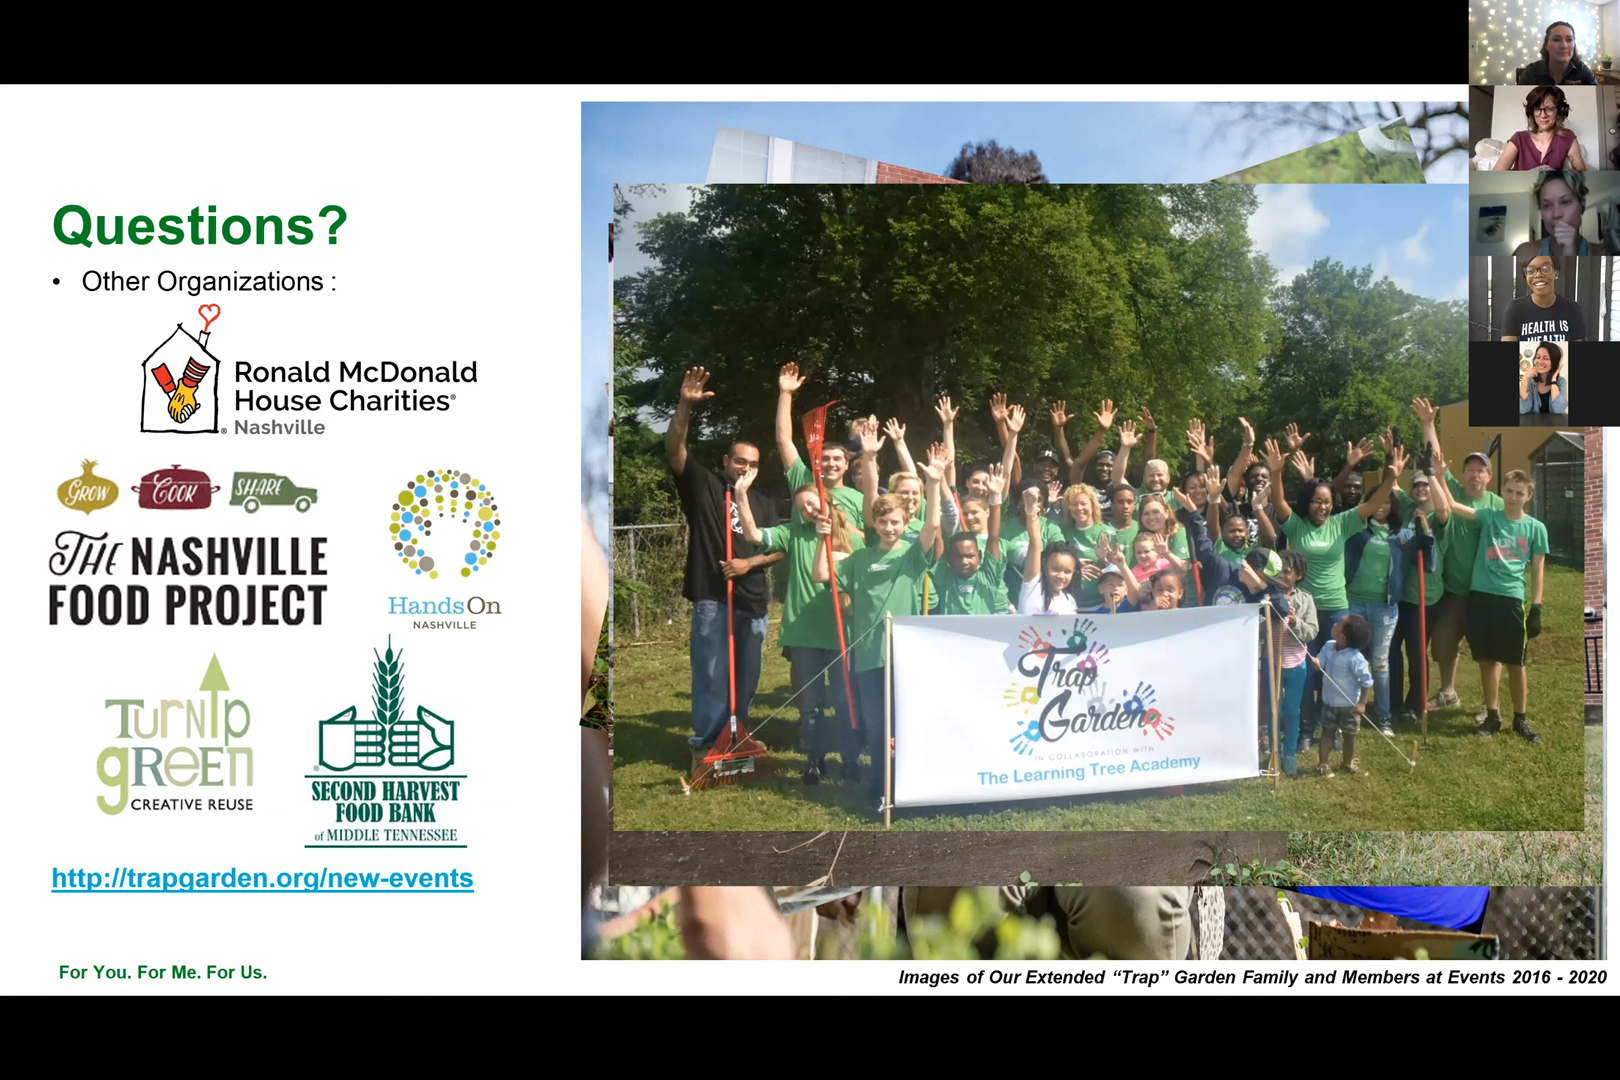 Questions?
• Other Organizations :
Ronald McDonald
House Charities®
® Nashville
GROW
COOK
SHARE
THE NASHVILLE
FOOD PROJECT
HandsOn
NASHVILLE
Turnip
green
CREATIVE REUSE
®
SECOND HARVEST
FOOD BANK
of MIDDLE TENNESSEE
http://trapgarden.org/new-events
For You. For Me. For Us.
Trap
Garden
IN COLLABORATION WITH
The Learning Tree Academy
HEALTH IS
WEALTH
Images of Our Extended “Trap” Garden Family and Members at Events 2016 - 2020